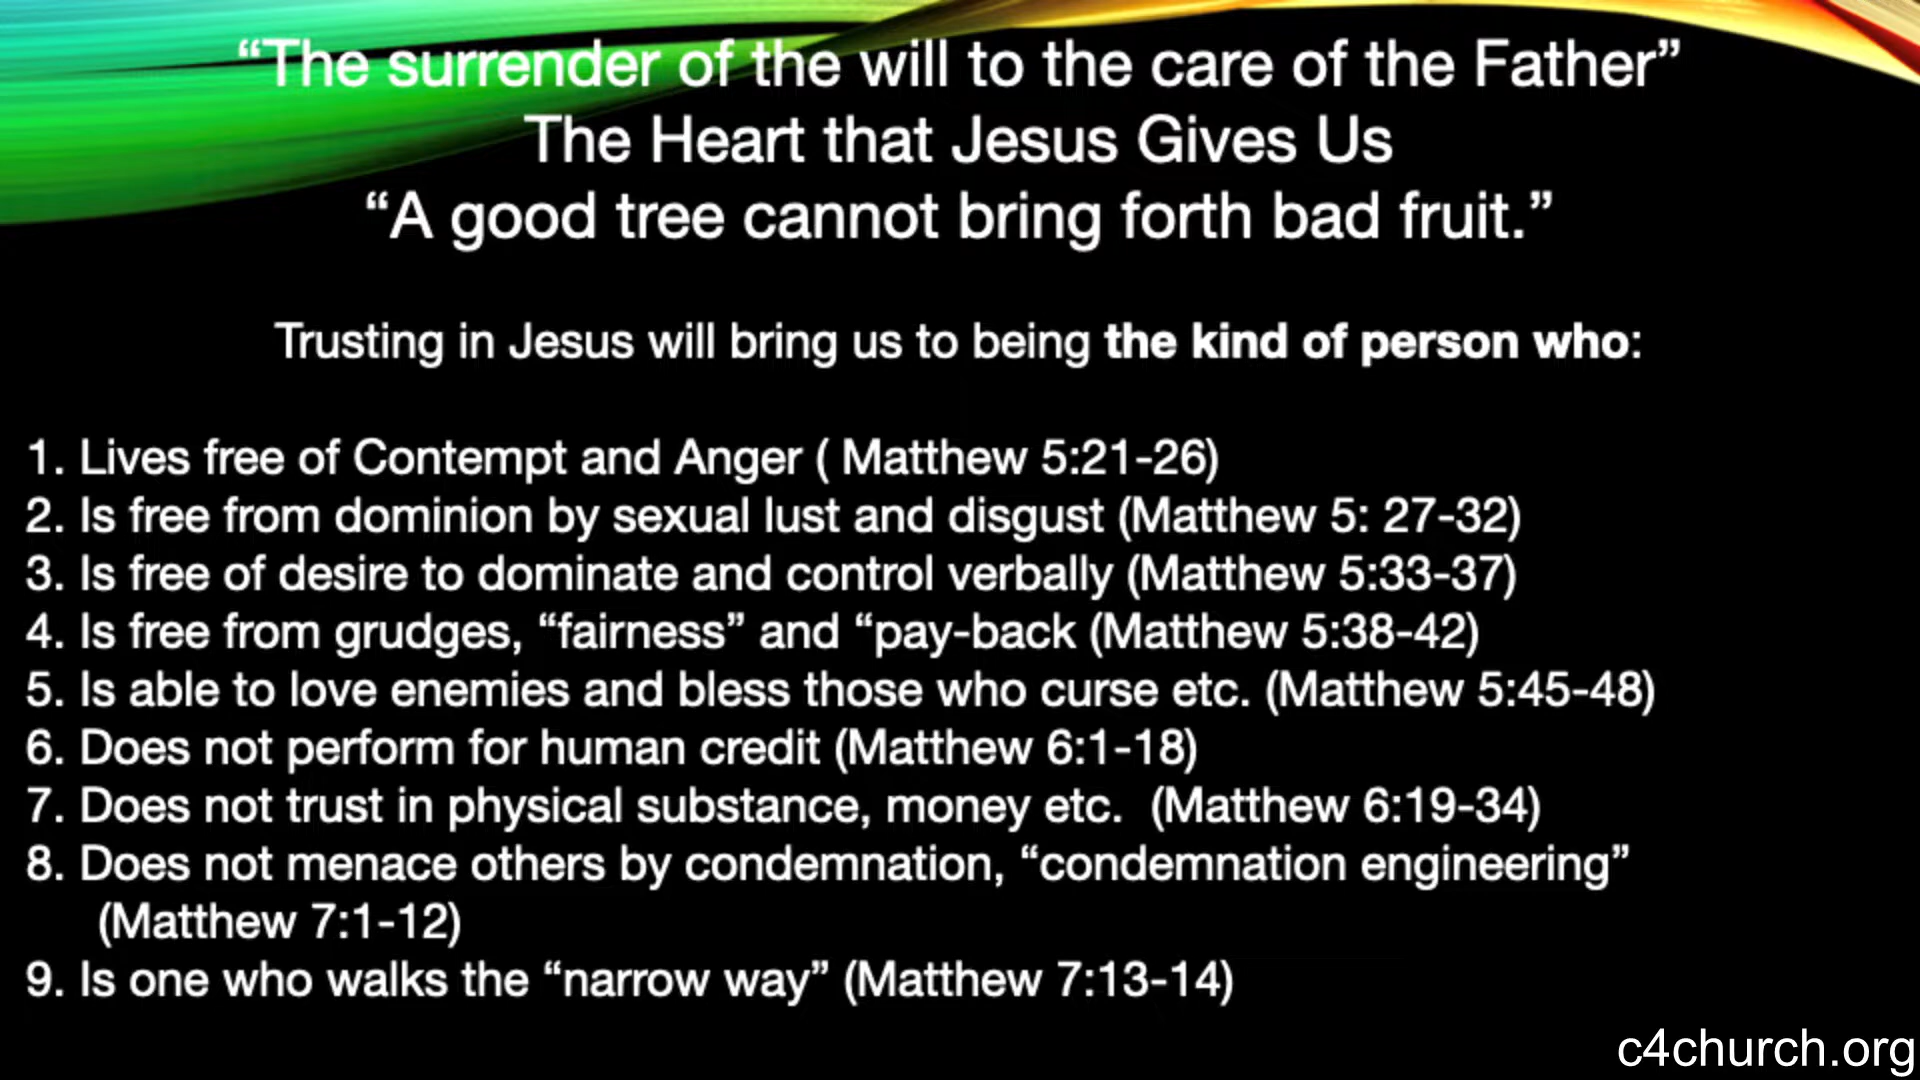 “The surrender of the will to the care of the Father”
The Heart that Jesus Gives Us
“A good tree cannot bring forth bad fruit.”
Trusting in Jesus will bring us to being the kind of person who:
1. Lives free of Contempt and Anger ( Matthew 5:21-26)
2. Is free from dominion by sexual lust and disgust (Matthew 5: 27-32)
3. Is free of desire to dominate and control verbally (Matthew 5:33-37)
4. Is free from grudges, “fairness” and “pay-back (Matthew 5:38-42)
5. Is able to love enemies and bless those who curse etc. (Matthew 5:45-48)
6. Does not perform for human credit (Matthew 6:1-18)
7. Does not trust in physical substance, money etc.  (Matthew 6:19-34)
8. Does not menace others by condemnation, “condemnation engineering”
(Matthew 7:1-12)
9. Is one who walks the “narrow way” (Matthew 7:13-14)
c4church.org